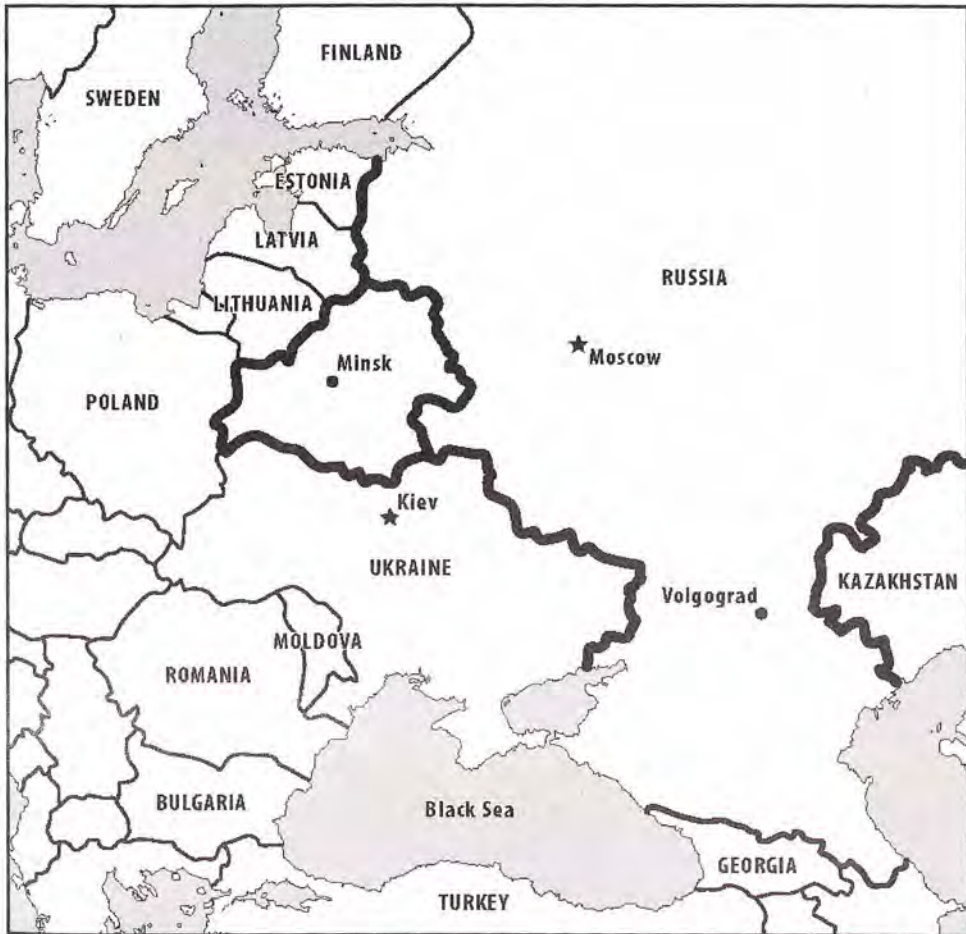 FINLAND
SWEDEN
ESTONIA
LATVIA
RUSSIA
LITHUANIA
Moscow
Minsk
POLAND
Kiev
UKRAINE
KAZAKHSTAN
Volgograd
MOLDOVA
ROMANIA
BULGARIA
Black Sea
GEORGIA
TURKEY